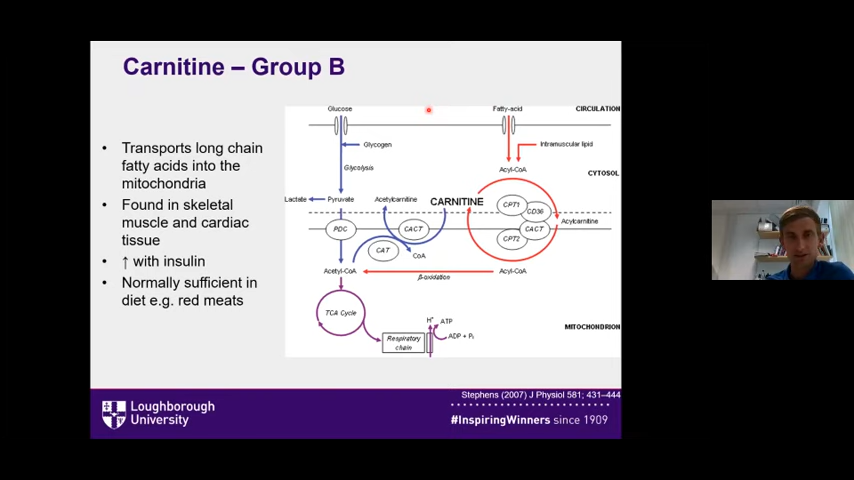 Carnitine – Group B
• Transports long chain
fatty acids into the
mitochondria
• Found in skeletal
muscle and cardiac
tissue
• ↑ with insulin
• Normally sufficient in
diet e.g. red meats
Glucose
Fatty-acid
CIRCULATION
Glycogen
Intramuscular lipid
Glycolysis
Acyl-CoA
CYTOSOL
Lactate
Pyruvate
Acetylcarnitine
CARNITINE
CPT1
CD36
Acylcarnitine
PDC
CACT
CACT
CPT2
CAT
CoA
Acetyl-CoA
β-oxidation
Acyl-CoA
TCA Cycle
H+
ATP
ADP + Pi
MITOCHONDRION
Respiratory
chain
Stephens (2007) J Physiol 581; 431–444
Loughborough
University
#InspiringWinners since 1909